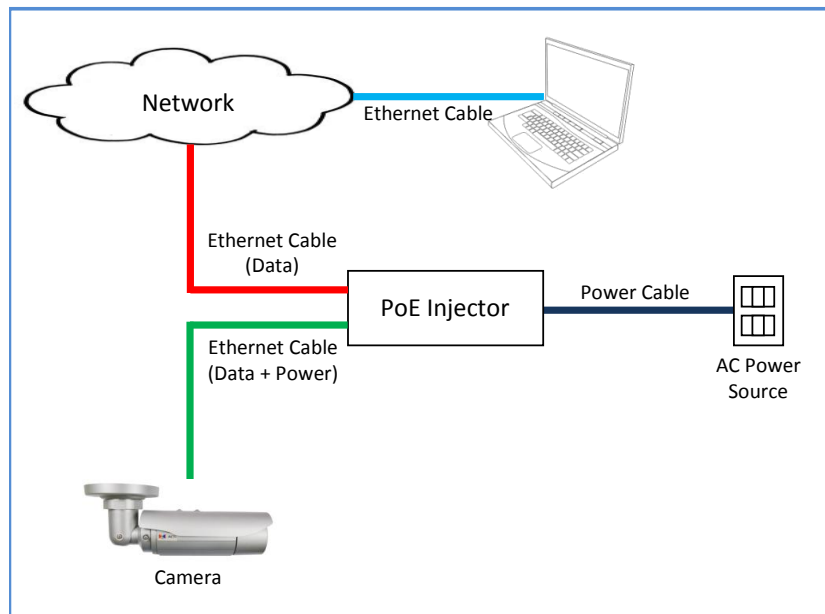 Network
Ethernet Cable
Ethernet Cable
(Data)
PoE Injector
Power Cable
Ethernet Cable
(Data + Power)
AC Power
Source
Camera